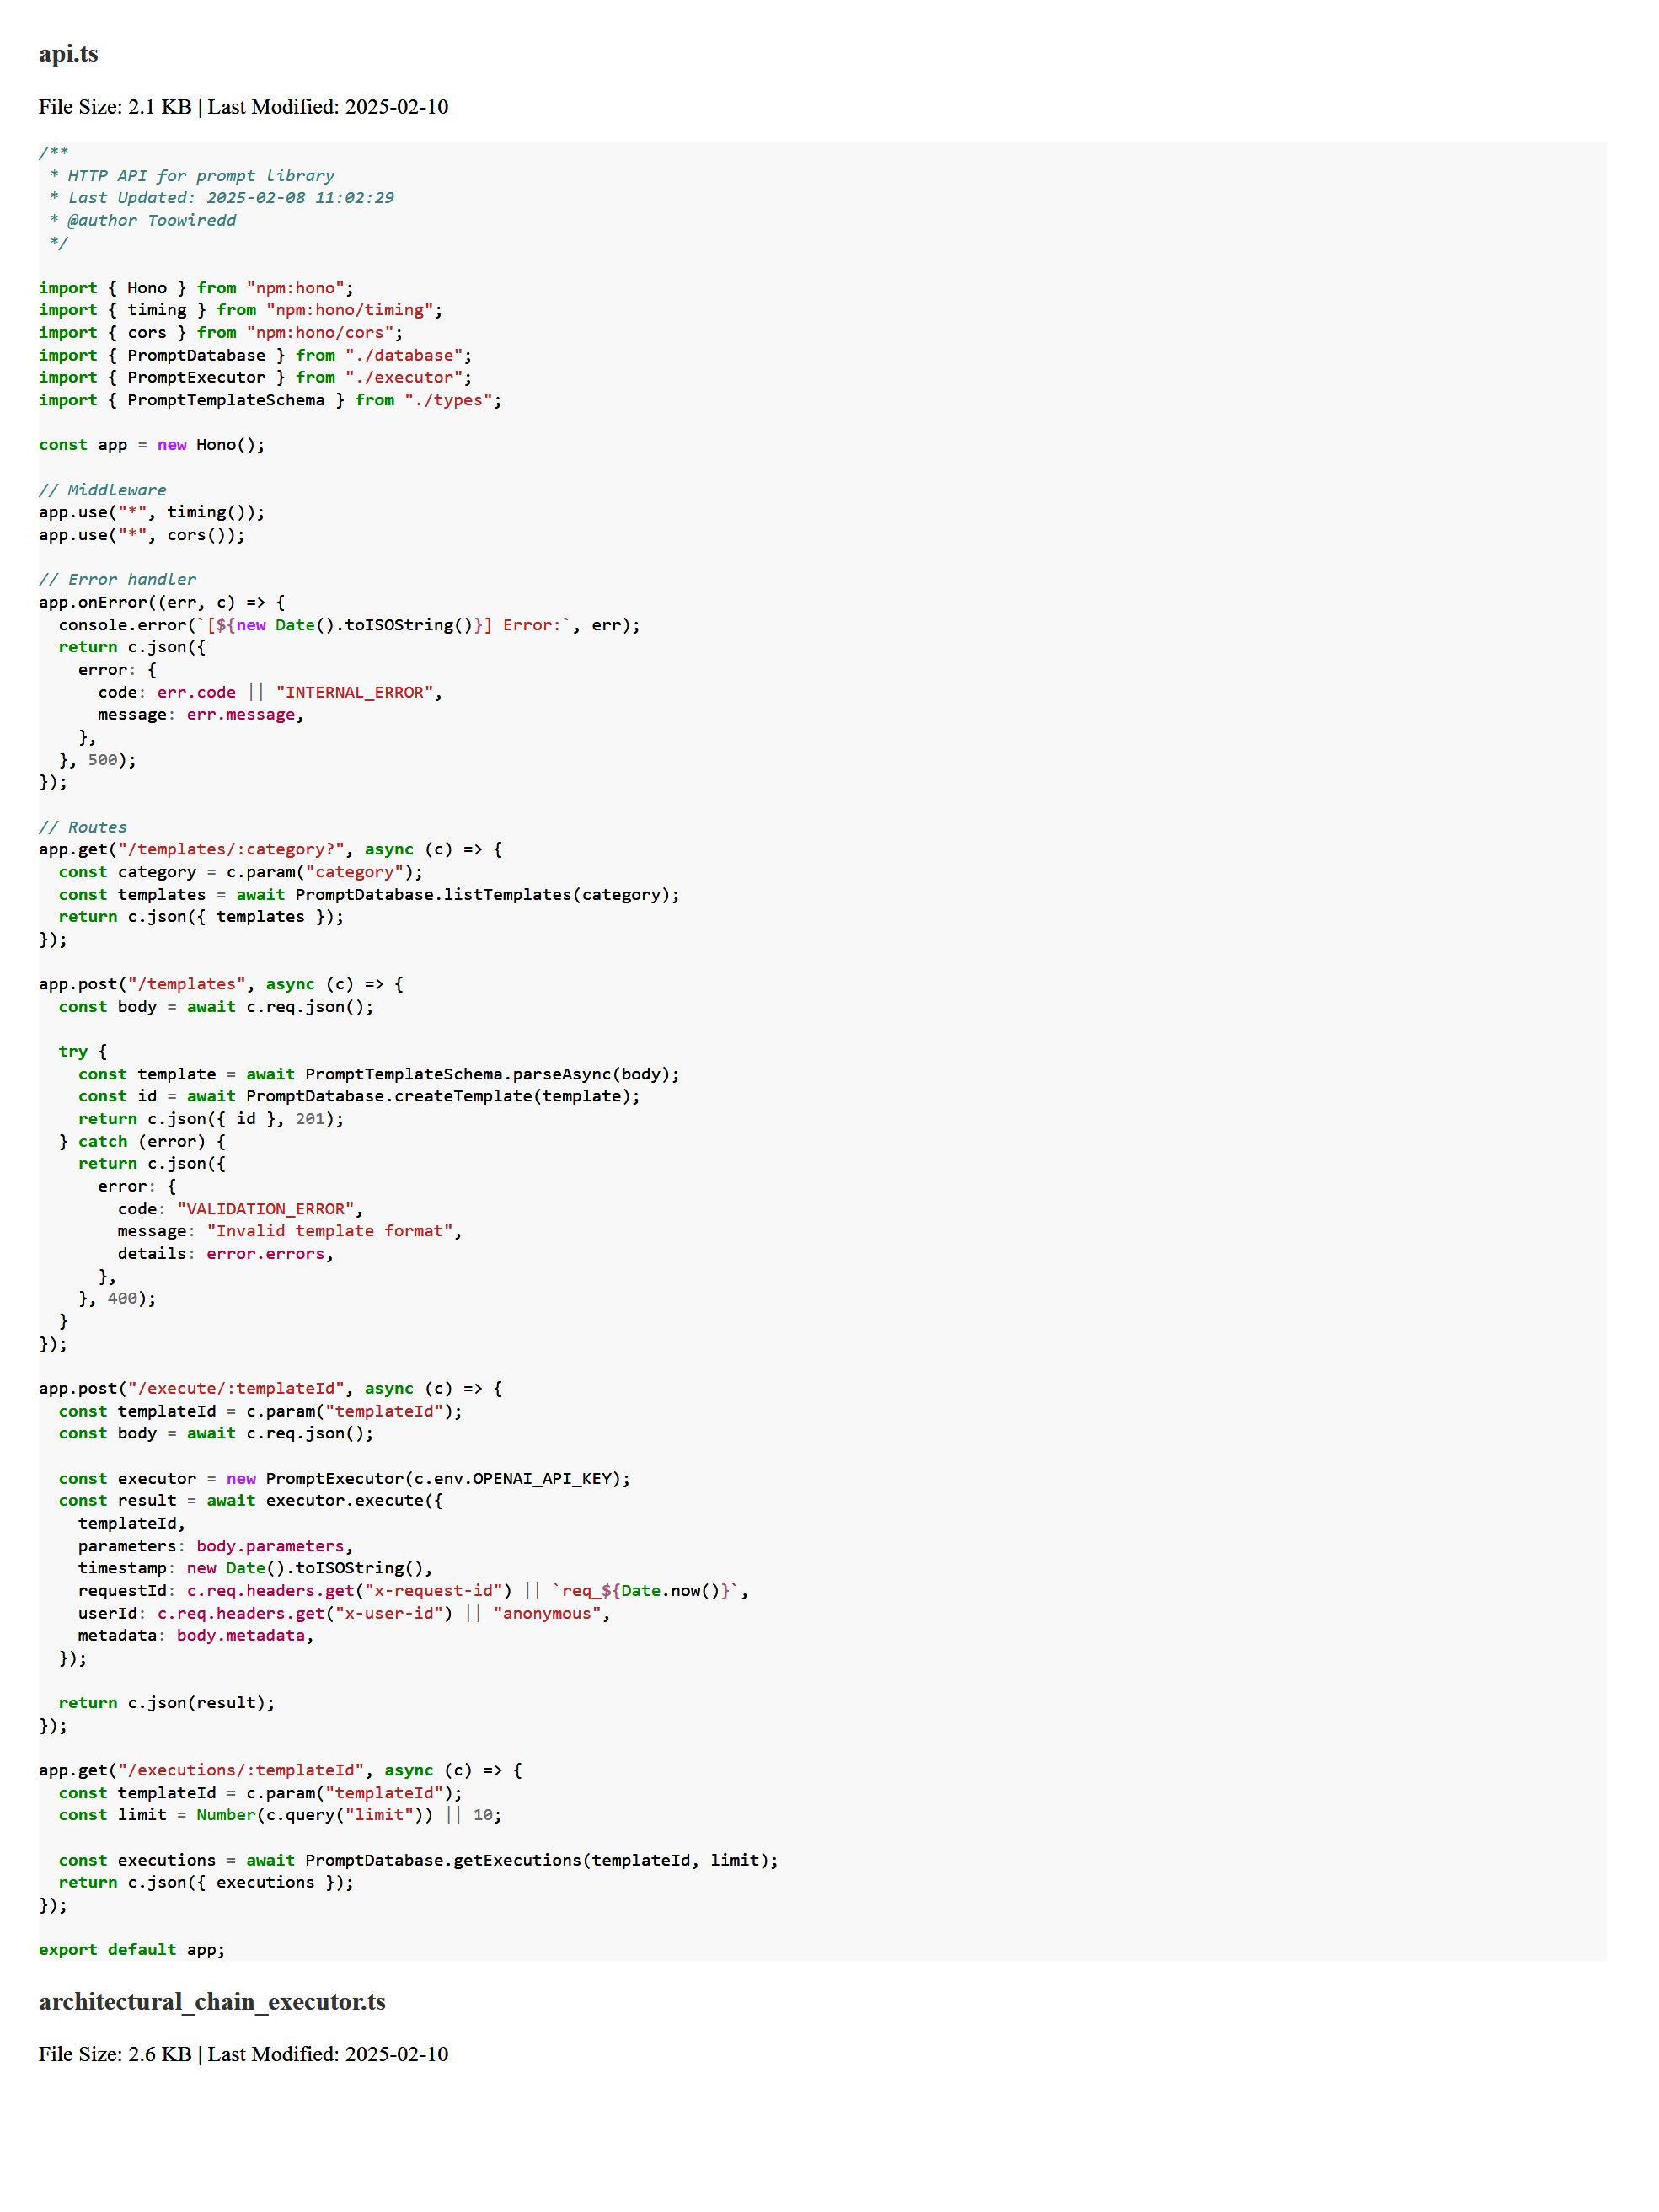 api.ts
File Size: 2.1 KB | Last Modified: 2025-02-10
/**
 * HTTP API for prompt library
 * Last Updated: 2025-02-08 11:02:29
 * @author Toowiredd
 */

import { Hono } from "npm:hono";
import { timing } from "npm:hono/timing";
import { cors } from "npm:hono/cors";
import { PromptDatabase } from "./database";
import { PromptExecutor } from "./executor";
import { PromptTemplateSchema } from "./types";

const app = new Hono();

// Middleware
app.use("*", timing());
app.use("*", cors());

// Error handler
app.onError((err, c) => {
  console.error(`[${new Date().toISOString()}] Error:`, err);
  return c.json({
    error: {
      code: err.code || "INTERNAL_ERROR",
      message: err.message,
    },
  }, 500);
});

// Routes
app.get("/templates/:category?", async (c) => {
  const category = c.param("category");
  const templates = await PromptDatabase.listTemplates(category);
  return c.json({ templates });
});

app.post("/templates", async (c) => {
  const body = await c.req.json();

  try {
    const template = await PromptTemplateSchema.parseAsync(body);
    const id = await PromptDatabase.createTemplate(template);
    return c.json({ id }, 201);
  } catch (error) {
    return c.json({
      error: {
        code: "VALIDATION_ERROR",
        message: "Invalid template format",
        details: error.errors,
      },
    }, 400);
  }
});

app.post("/execute/:templateId", async (c) => {
  const templateId = c.param("templateId");
  const body = await c.req.json();

  const executor = new PromptExecutor(c.env.OPENAI_API_KEY);
  const result = await executor.execute({
    templateId,
    parameters: body.parameters,
    timestamp: new Date().toISOString(),
    requestId: c.req.headers.get("x-request-id") || `req_${Date.now()}`,
    userId: c.req.headers.get("x-user-id") || "anonymous",
    metadata: body.metadata,
  });

  return c.json(result);
});

app.get("/executions/:templateId", async (c) => {
  const templateId = c.param("templateId");
  const limit = Number(c.query("limit")) || 10;

  const executions = await PromptDatabase.getExecutions(templateId, limit);
  return c.json({ executions });
});

export default app;
architectural_chain_executor.ts
File Size: 2.6 KB | Last Modified: 2025-02-10